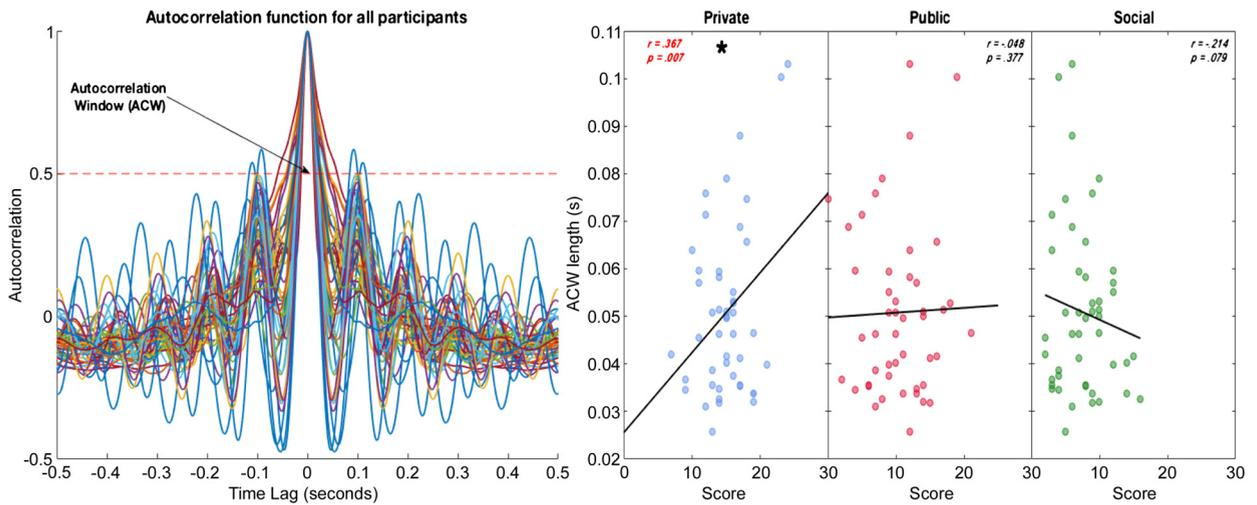 Autocorrelation function for all participants
1
0.5
0
-0.5
Autocorrelation
Autocorrelation
Window (ACW)
-0.5 -0.4 -0.3 -0.2 -0.1 0 0.1 0.2 0.3 0.4 0.5
Time Lag (seconds)
Private Public Social
0.11
0.1
0.09
0.08
0.07
0.06
0.05
0.04
0.03
0.02
ACW length (s)
r = .367
p = .007
*
r = -.048
p = .377
r = -.214
p = .079
0 10 20 30 10 20 30 10 20 30
Score Score Score